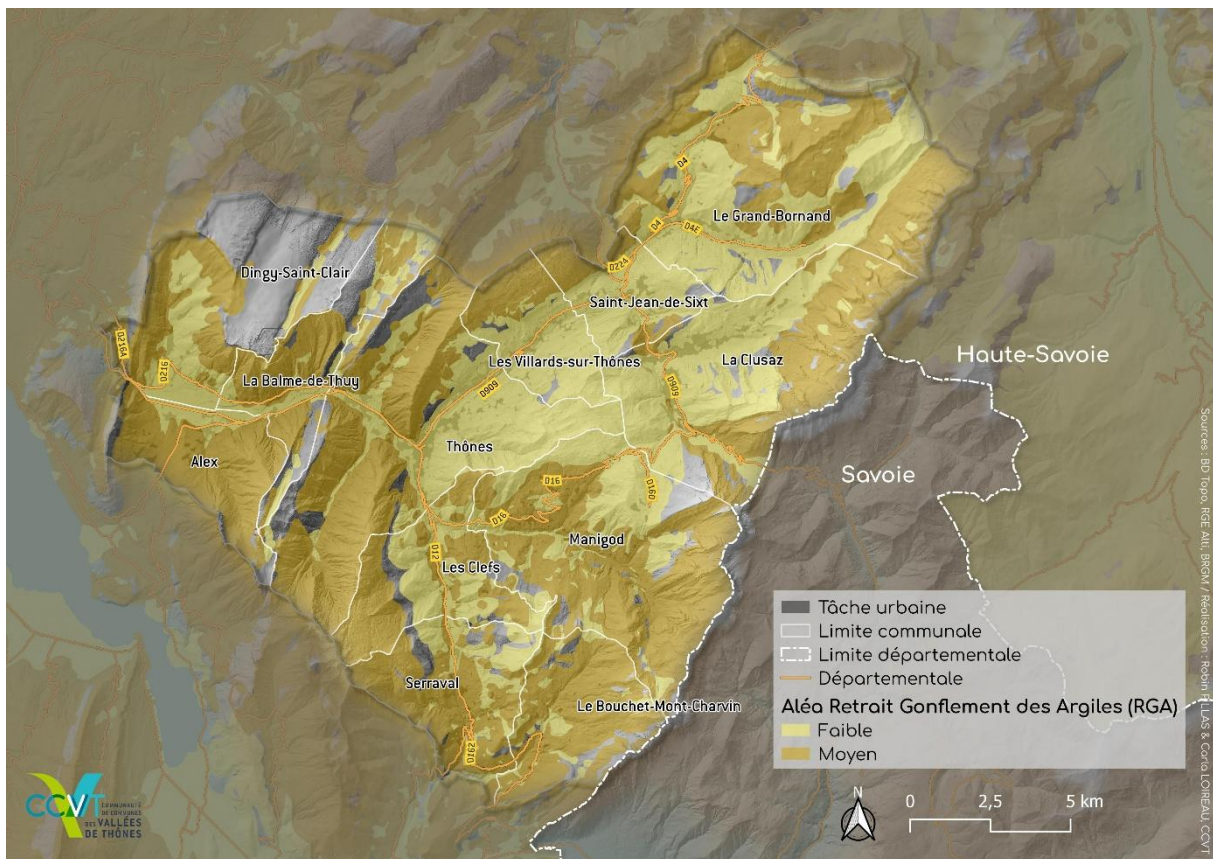 D4
Le Grand-Bornand
D4
D4E
D224
Dingy-Saint-Clair
Saint-Jean-de-Sixt
D216A
D216
Les Villards-sur-Thônes
La Clusaz
Haute-Savoie
La Balme-de-Thuy
D909
D909
Thônes
Alex
Savoie
D16
D160
D16
Manigod
D12
Les Clefs
Serraval
Le Bouchet-Mont-Charvin
D162
Tâche urbaine
Limite communale
Limite départementale
Départementale
Aléa Retrait Gonflement des Argiles (RGA)
Faible
Moyen
N
0 2,5 5 km
CCVT
COMMUNAUTÉ
DE COMMUNES
DES VALLÉES
DE THÔNES
Sources : BD Topo, RGE Alti, BRGM / Réalisation : Robin & Carla LOIREAU, CCVT